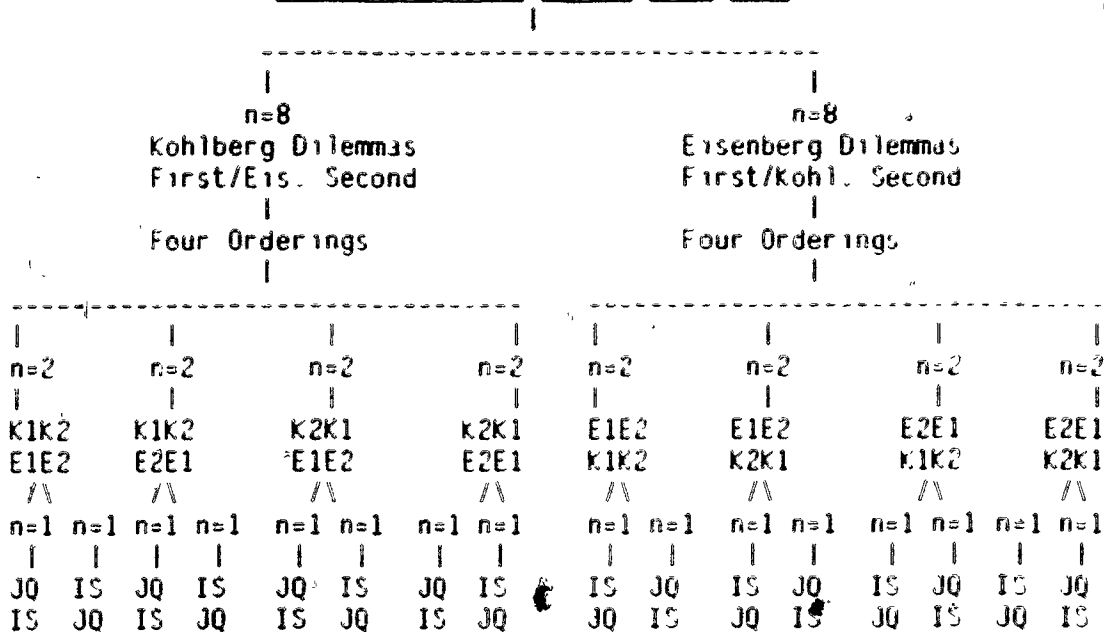 n=8 n=8
Kohlberg Dilemmas Eisenberg Dilemmas
First/Eis. Second First/Kohl. Second
Four Orderings Four Orderings
n=2 n=2 n=2 n=2 n=2 n=2 n=2 n=2
K1K2 K1K2 K2K1 K2K1 E1E2 E1E2 E2E1 E2E1
E1E2 E2E1 E1E2 E2E1 K1K2 K2K1 K1K2 K2K1
n=1 n=1 n=1 n=1 n=1 n=1 n=1 n=1 n=1 n=1 n=1 n=1 n=1 n=1 n=1 n=1
JQ IS JQ IS JQ IS JQ IS IS JQ IS JQ IS JQ IS JQ
IS JQ IS JQ IS JQ IS JQ JQ IS JQ IS JQ IS JQ IS